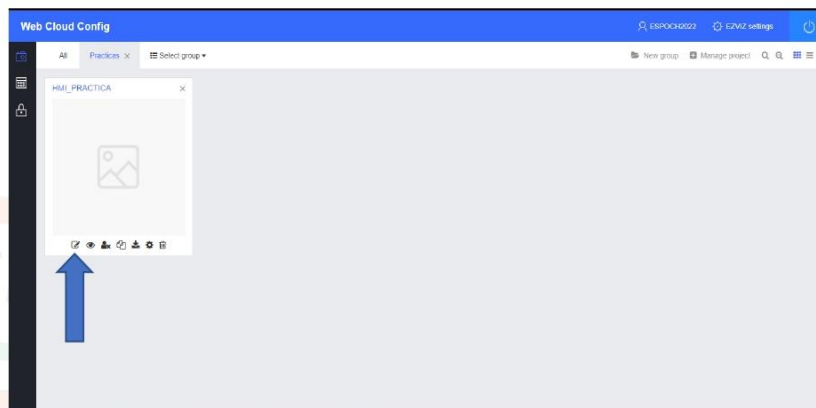 Web Cloud Config
ESPOCH2022 EZVIZ settings
All Practicas × Select group
New group Manage project
HMI_PRACTICA ×